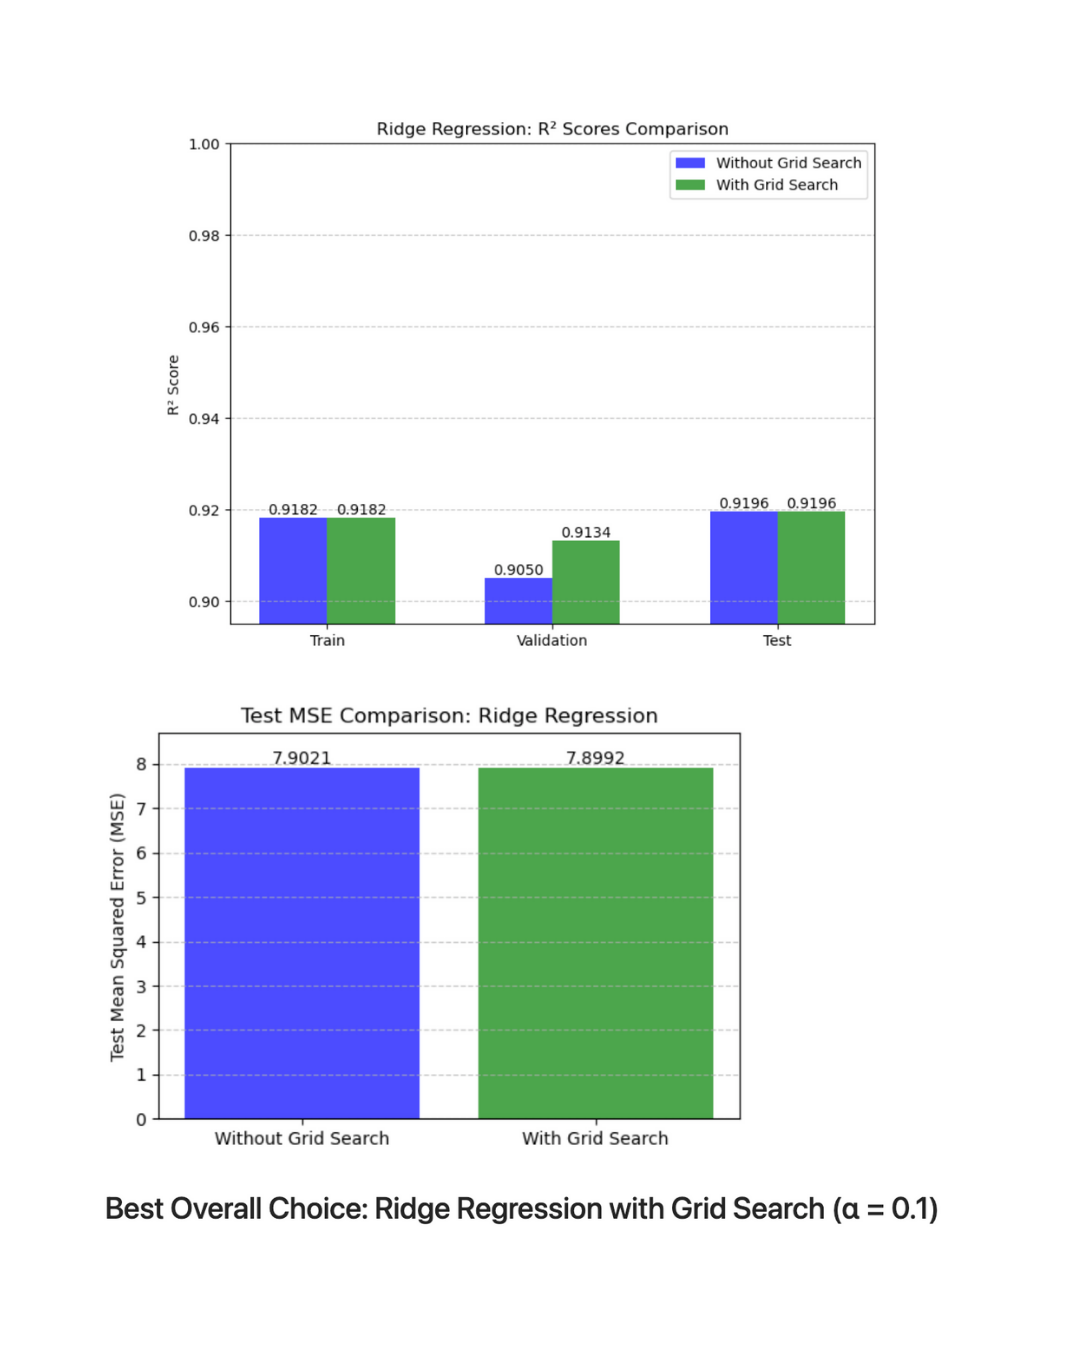 Ridge Regression: R² Scores Comparison
1.00
0.98
0.96
0.94
0.92
0.90
R² Score
Without Grid Search
With Grid Search
0.9182
0.9182
0.9050
0.9134
0.9196
0.9196
Train
Validation
Test
Test MSE Comparison: Ridge Regression
8
7
6
5
4
3
2
1
0
Test Mean Squared Error (MSE)
7.9021
7.8992
Without Grid Search
With Grid Search
Best Overall Choice: Ridge Regression with Grid Search (α = 0.1)